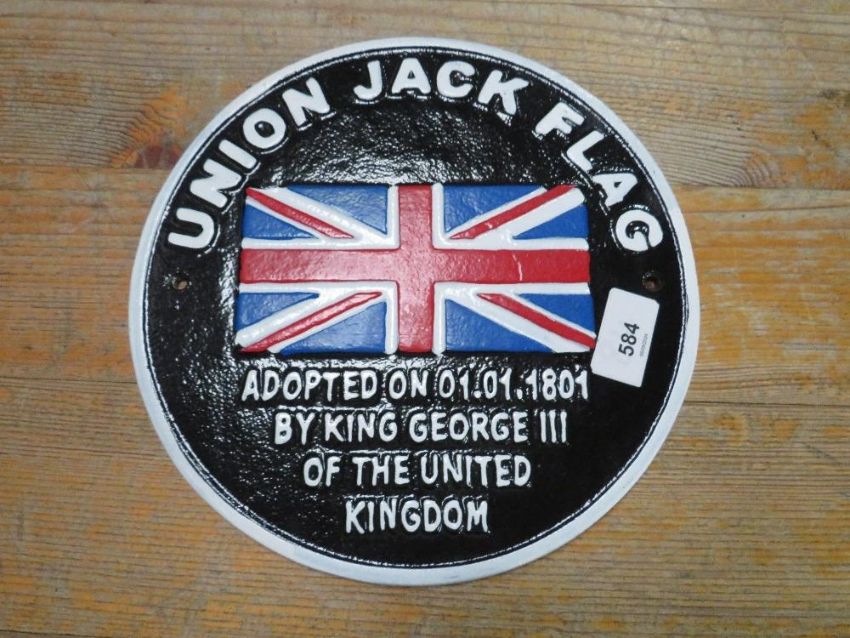 UNION JACK FLAG
584
ADOPTED ON 01.01.1801
BY KING GEORGE III
OF THE UNITED
KINGDOM